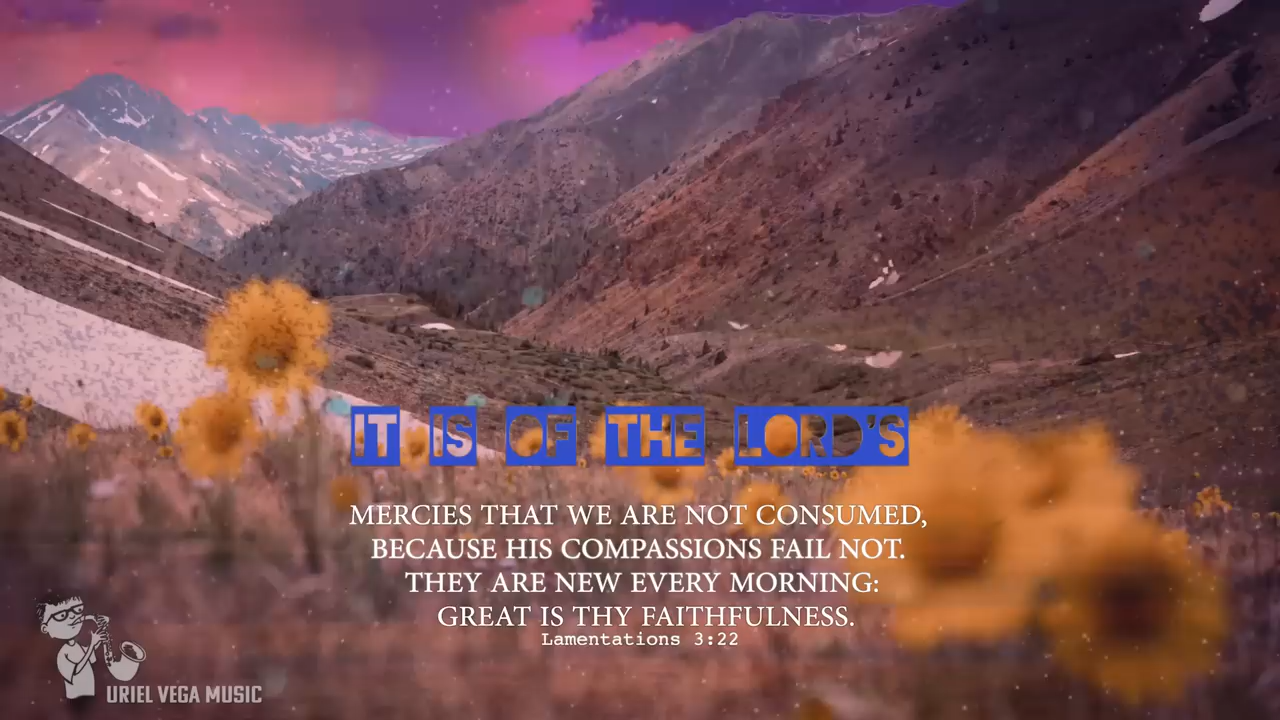 IT IS OF THE LORD'S
MERCIES THAT WE ARE NOT CONSUMED,
BECAUSE HIS COMPASSIONS FAIL NOT.
THEY ARE NEW EVERY MORNING:
GREAT IS THY FAITHFULNESS.
Lamentations 3:22
URIEL VEGA MUSIC